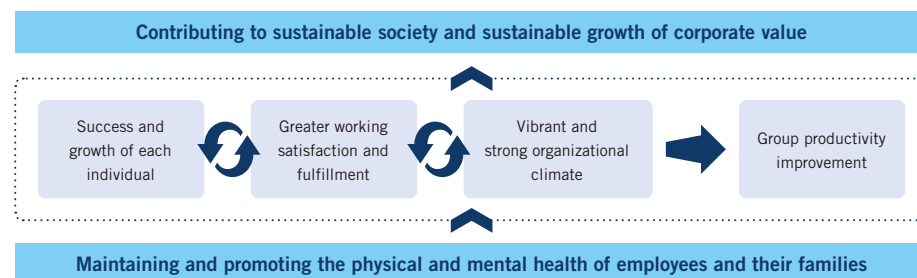 Contributing to sustainable society and sustainable growth of corporate value
Success and
growth of each
individual
Greater working
satisfaction and
fulfillment
Vibrant and
strong organizational
climate
Group productivity
improvement
Maintaining and promoting the physical and mental health of employees and their families